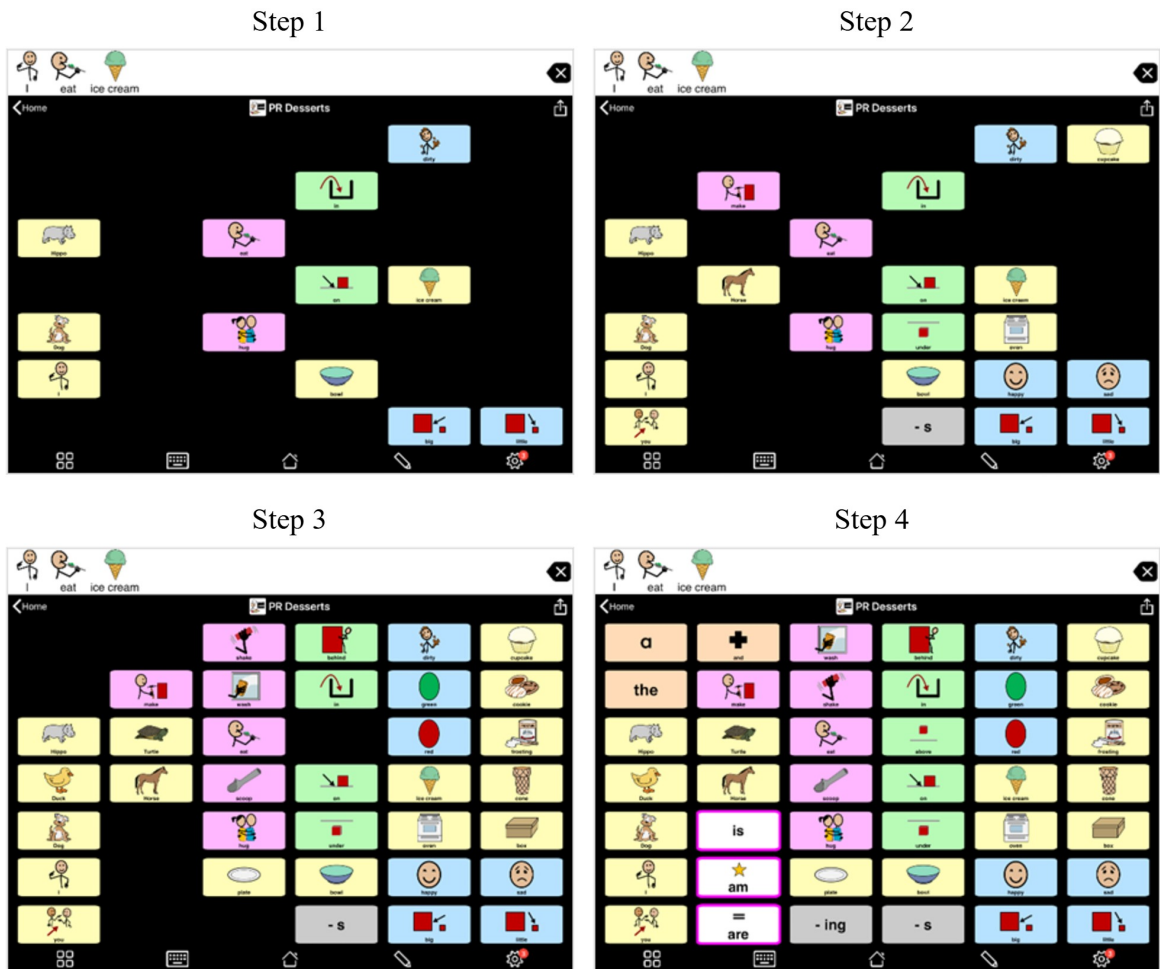 Step 1
I eat ice cream
Home PR Desserts
dirty
in
Hippo eat
on ice cream
Dog hug
I bowl
big little
Step 2
I eat ice cream
Home PR Desserts
dirty cupcake
make in
Hippo eat
Horse on ice cream
Dog hug under oven
I bowl happy sad
you - s big little
Step 3
I eat ice cream
Home PR Desserts
shake behind dirty cupcake
make wash in green cookie
Hippo Turtle eat red frosting
Duck Horse scoop on ice cream cone
Dog hug under oven box
I plate bowl happy sad
you - s big little
Step 4
I eat ice cream
Home PR Desserts
a and wash behind dirty cupcake
the make shake in green cookie
Hippo Turtle eat above red frosting
Duck Horse scoop on ice cream cone
Dog is hug under oven box
I am plate bowl happy sad
you = are - ing - s big little